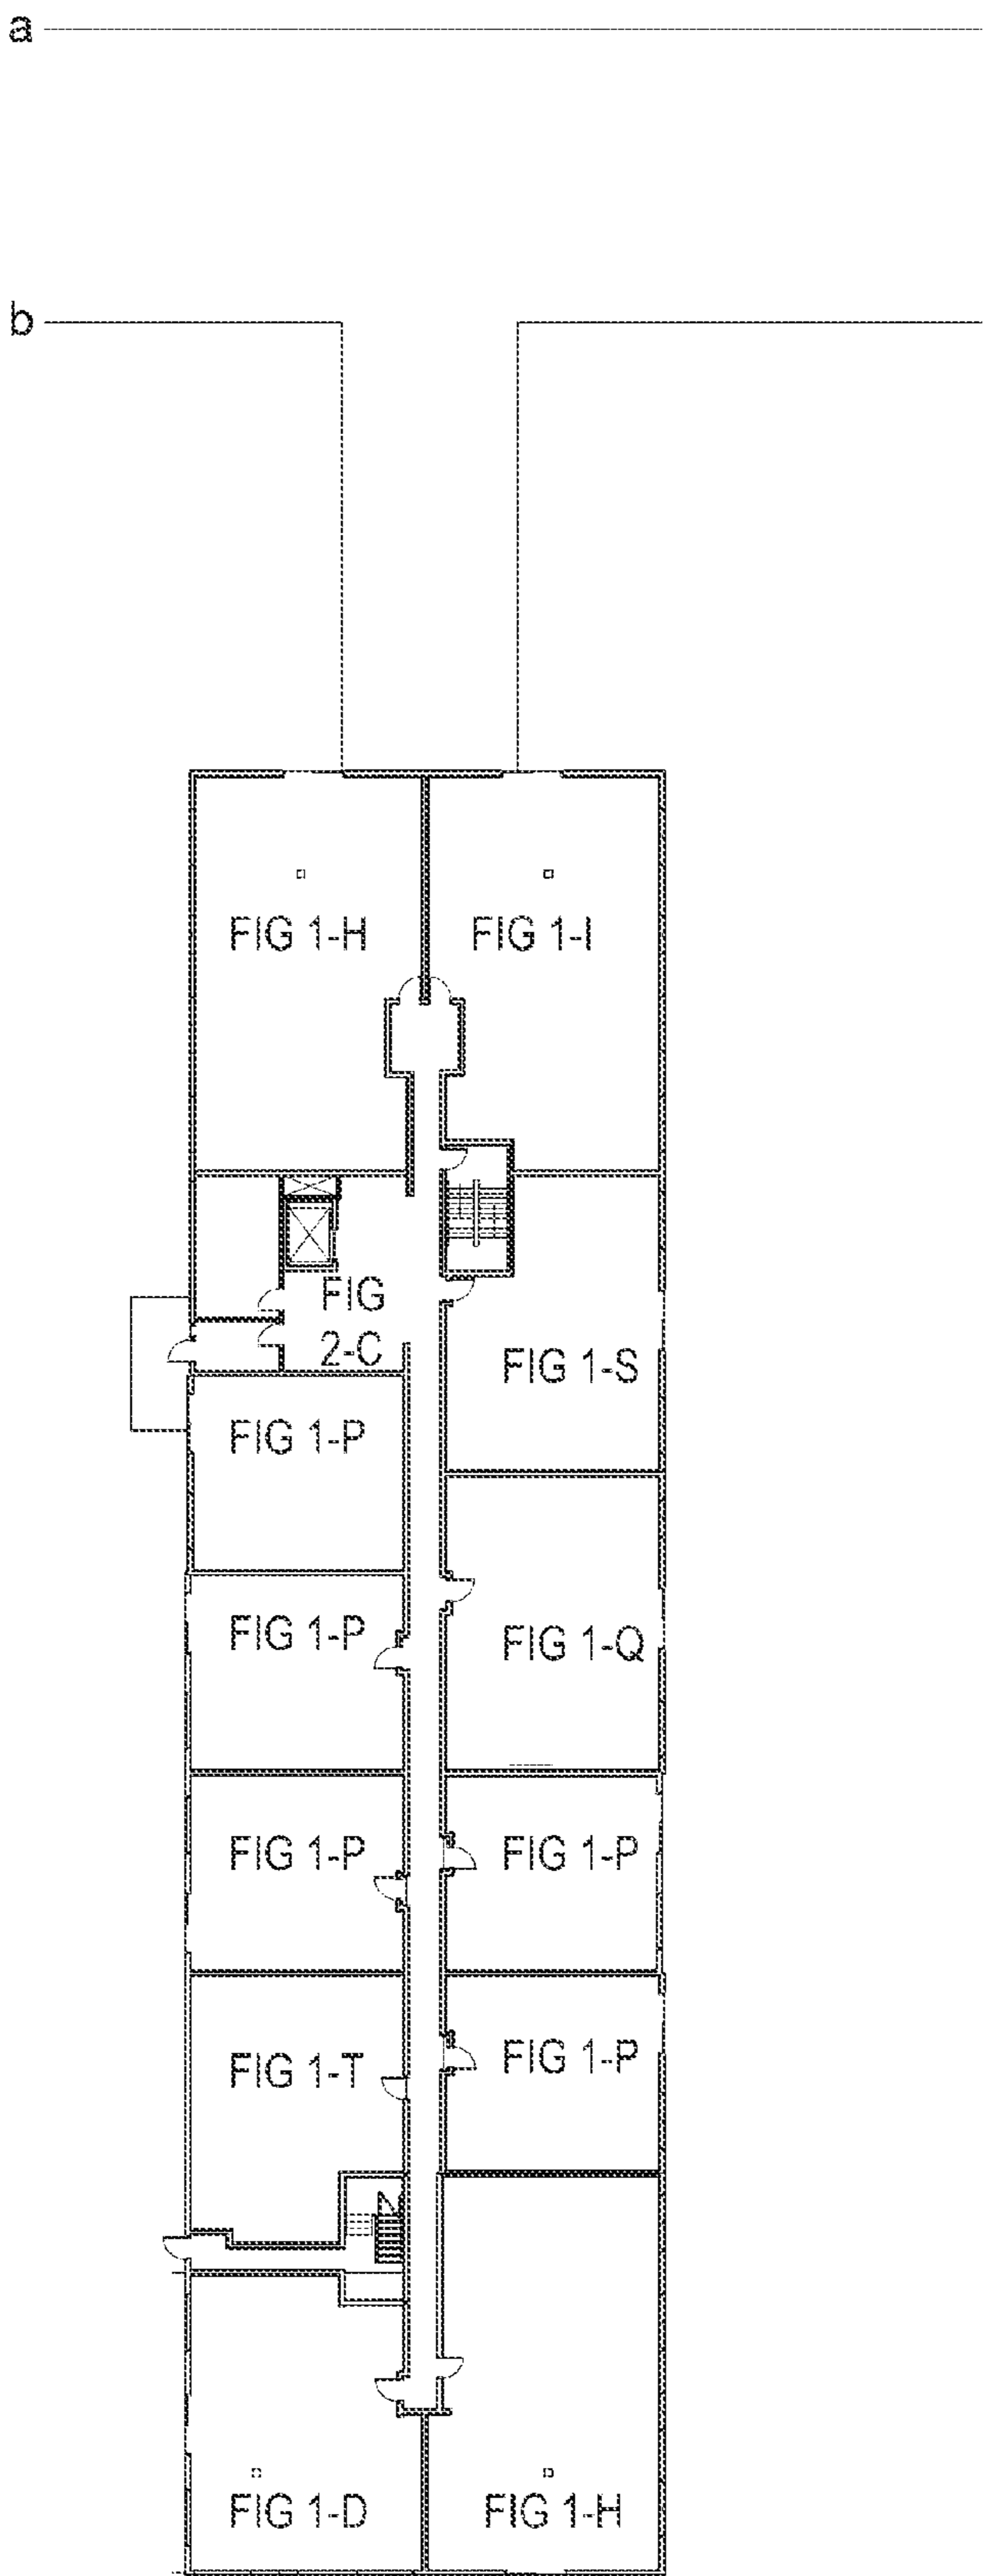 a
b
FIG 1-H
FIG 1-I
FIG
2-C
FIG 1-S
FIG 1-P
FIG 1-P
FIG 1-Q
FIG 1-P
FIG 1-P
FIG 1-T
FIG 1-P
FIG 1-D
FIG 1-H